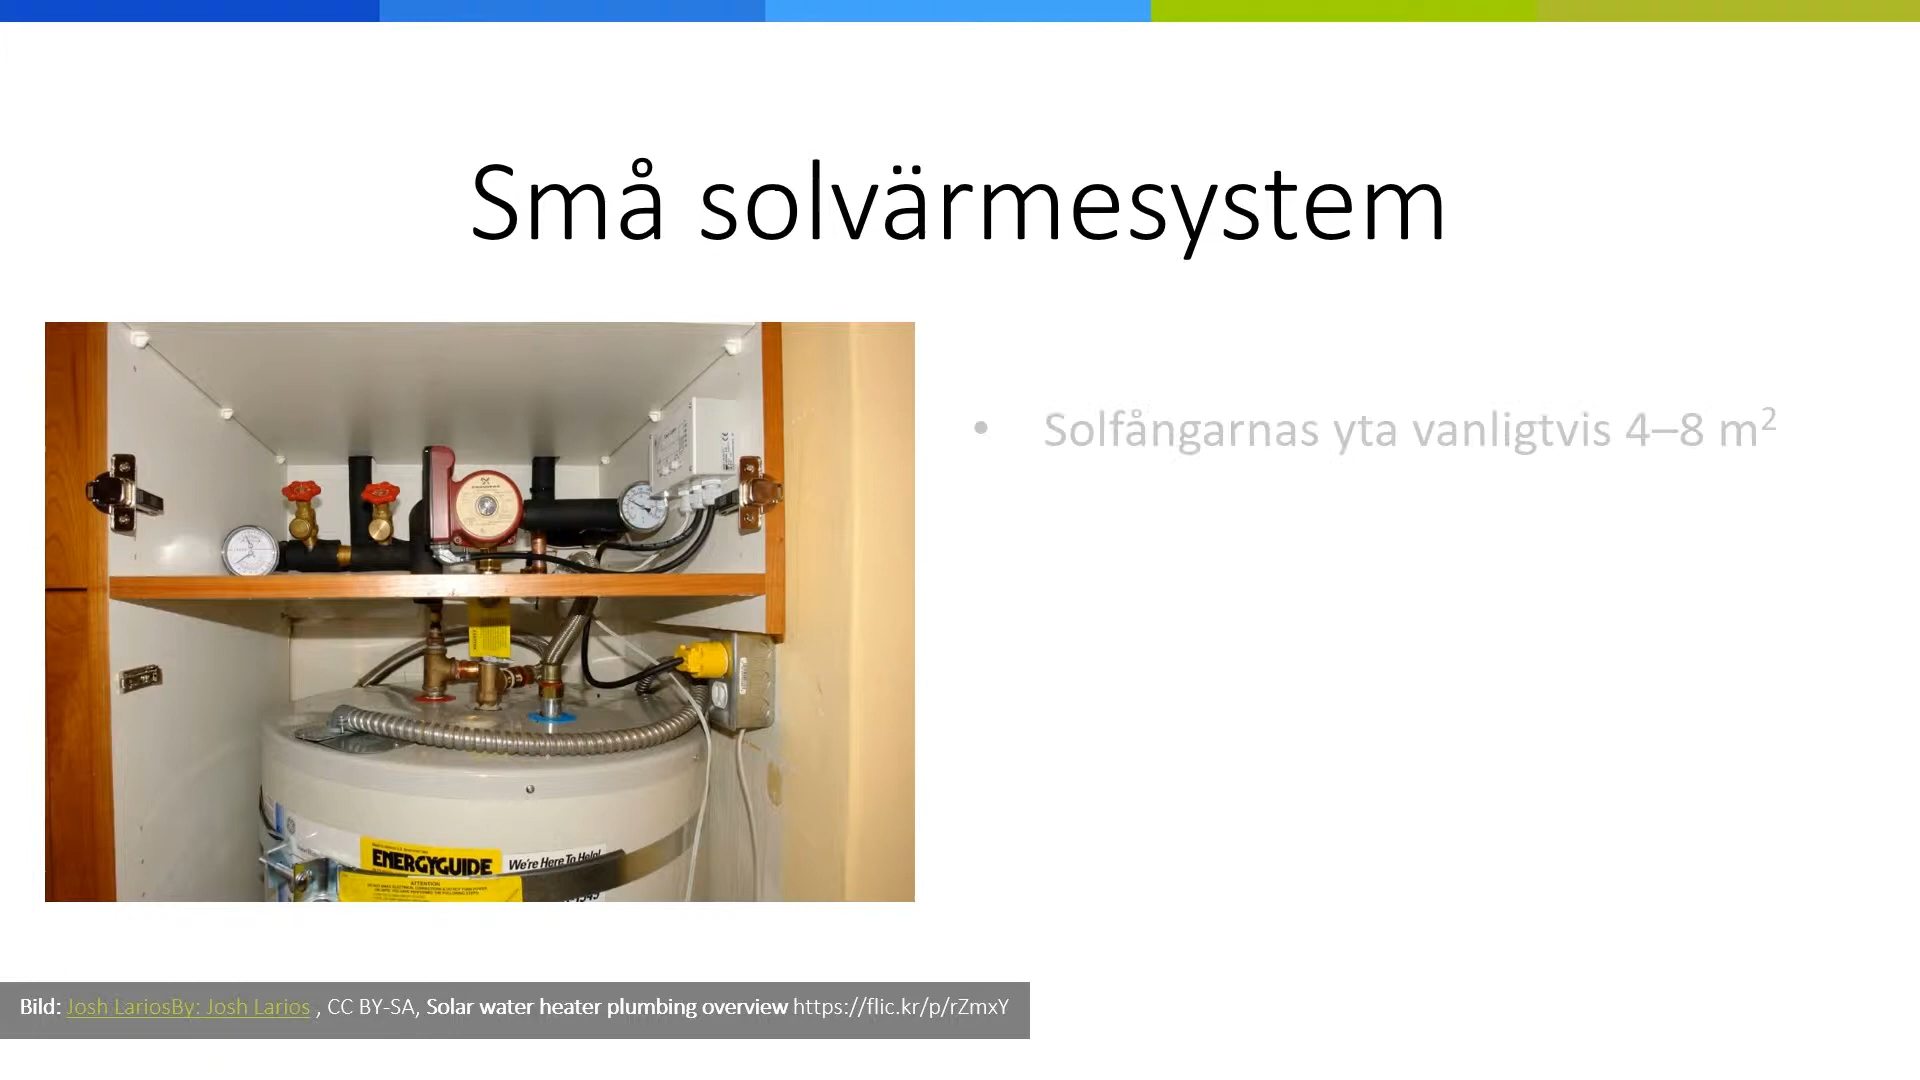 Små solvärmesystem
• Solfångarnas yta vanligtvis 4–8 m²
ENERGYGUIDE
We're Here To Help!
ATTENTION
Bild: Josh LariosBy: Josh Larios , CC BY-SA, Solar water heater plumbing overview https://flic.kr/p/rZmxY